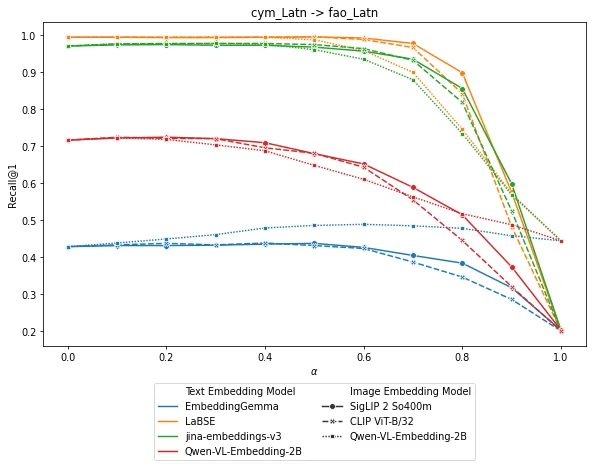 cym_Latn -> fao_Latn
Recall@1
1.0
0.9
0.8
0.7
0.6
0.5
0.4
0.3
0.2
0.0 0.2 0.4 0.6 0.8 1.0
α
Text Embedding Model Image Embedding Model
EmbeddingGemma SigLIP 2 So400m
LaBSE CLIP ViT-B/32
jina-embeddings-v3 Qwen-VL-Embedding-2B
Qwen-VL-Embedding-2B